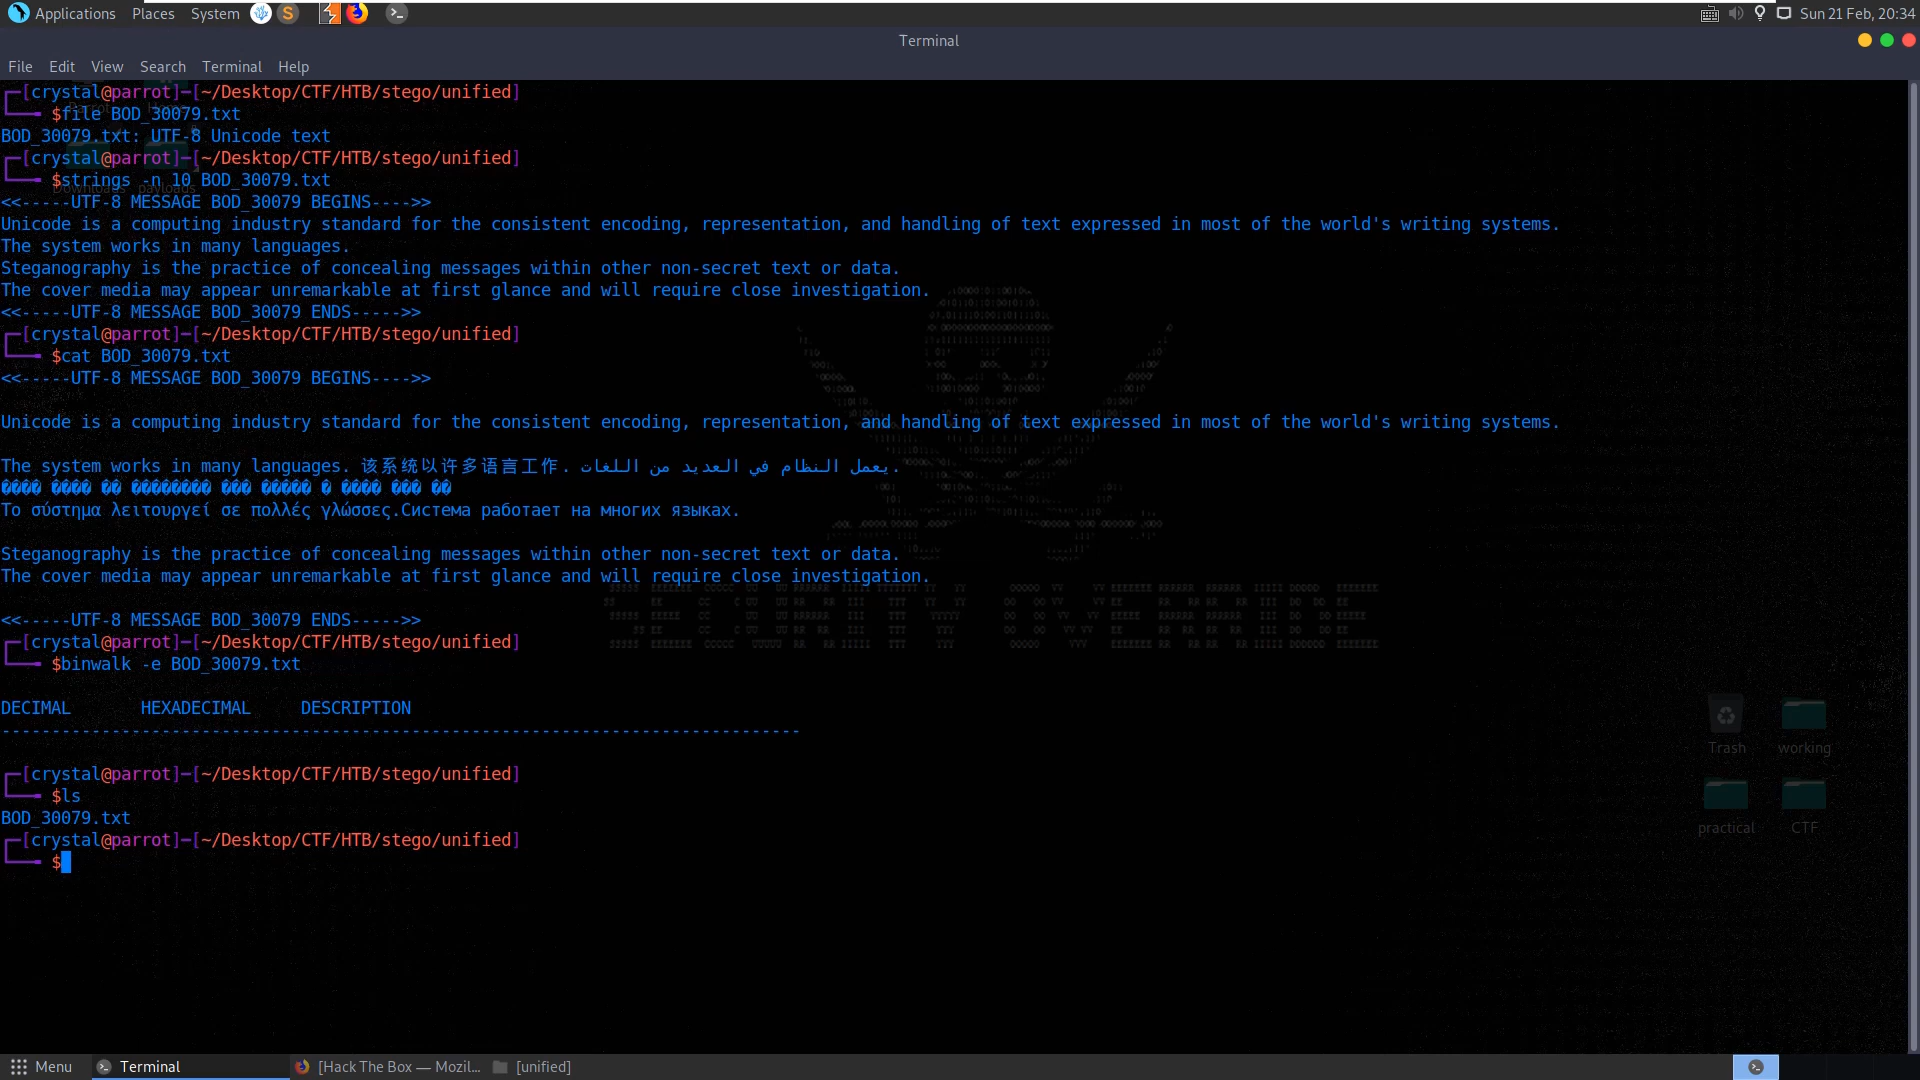 Applications Places System Sun 21 Feb, 20:34
Terminal
File Edit View Search Terminal Help
┌─[crystal@parrot]─[~/Desktop/CTF/HTB/stego/unified]
└──╼ $file BOD_30079.txt
BOD_30079.txt: UTF-8 Unicode text
┌─[crystal@parrot]─[~/Desktop/CTF/HTB/stego/unified]
└──╼ $strings -n 10 BOD_30079.txt
<<-----UTF-8 MESSAGE BOD_30079 BEGINS---->>
Unicode is a computing industry standard for the consistent encoding, representation, and handling of text expressed in most of the world's writing systems.
The system works in many languages.
Steganography is the practice of concealing messages within other non-secret text or data.
The cover media may appear unremarkable at first glance and will require close investigation.
<<-----UTF-8 MESSAGE BOD_30079 ENDS----->>
┌─[crystal@parrot]─[~/Desktop/CTF/HTB/stego/unified]
└──╼ $cat BOD_30079.txt
<<-----UTF-8 MESSAGE BOD_30079 BEGINS---->>
Unicode is a computing industry standard for the consistent encoding, representation, and handling of text expressed in most of the world's writing systems.
The system works in many languages. 该系统以许多语言工作. يعمل النظام في العديد من اللغات.
���� ���� �� �������� ��� ����� � ���� ��� ��
Το σύστημα λειτουργεί σε πολλές γλώσσες.Система работает на многих языках.
Steganography is the practice of concealing messages within other non-secret text or data.
The cover media may appear unremarkable at first glance and will require close investigation.
<<-----UTF-8 MESSAGE BOD_30079 ENDS----->>
┌─[crystal@parrot]─[~/Desktop/CTF/HTB/stego/unified]
└──╼ $binwalk -e BOD_30079.txt
DECIMAL HEXADECIMAL DESCRIPTION
--------------------------------------------------------------------------------
┌─[crystal@parrot]─[~/Desktop/CTF/HTB/stego/unified]
└──╼ $ls
BOD_30079.txt
┌─[crystal@parrot]─[~/Desktop/CTF/HTB/stego/unified]
└──╼ $
Downloads payloads
SECURITY OVERRIDE
Trash working
practical CTF
Menu Terminal [Hack The Box — Mozil... [unified]